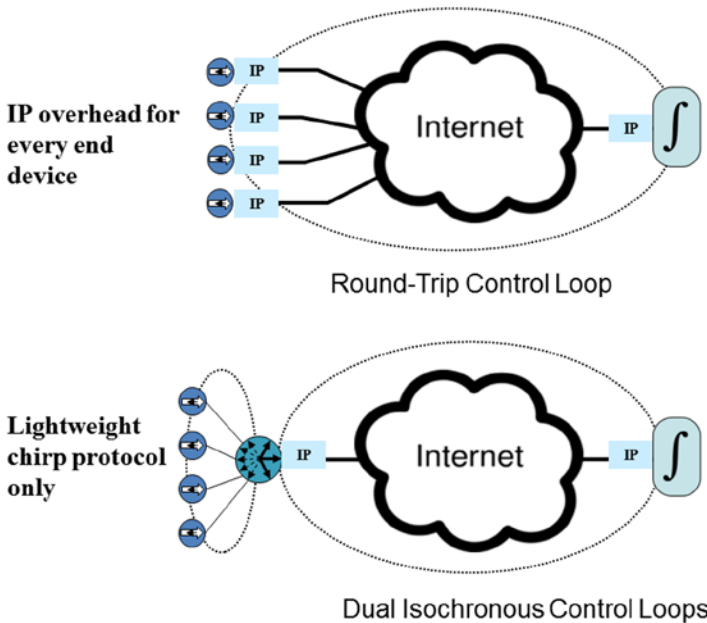 IP
IP overhead for
every end
device
IP
IP
IP
Internet
IP
∫
Round-Trip Control Loop
Lightweight
chirp protocol
only
IP
Internet
IP
∫
Dual Isochronous Control Loops